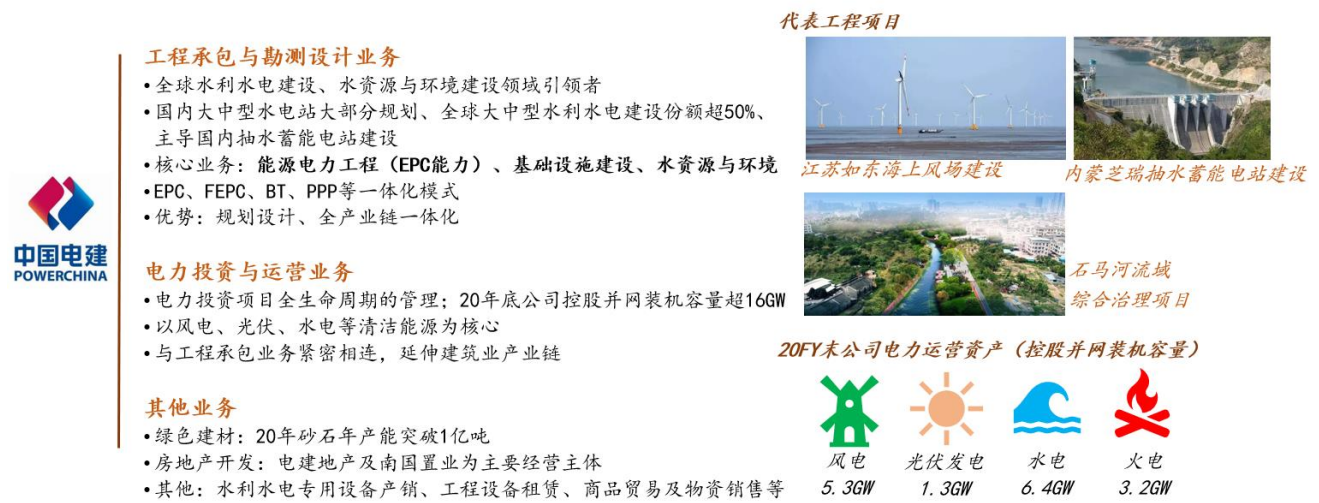 中国电建
POWERCHINA
工程承包与勘测设计业务
•全球水利水电建设、水资源与环境建设领域引领者
•国内大中型水电站大部分规划、全球大中型水利水电建设份额超50%、
主导国内抽水蓄能电站建设
•核心业务：能源电力工程（EPC能力）、基础设施建设、水资源与环境
•EPC、FEPC、BT、PPP等一体化模式
•优势：规划设计、全产业链一体化
电力投资与运营业务
•电力投资项目全生命周期的管理；20年底公司控股并网装机容量超16GW
•以风电、光伏、水电等清洁能源为核心
•与工程承包业务紧密相连，延伸建筑业产业链
其他业务
•绿色建材：20年砂石年产能突破1亿吨
•房地产开发：电建地产及南国置业为主要经营主体
•其他：水利水电专用设备产销、工程设备租赁、商品贸易及物资销售等
代表工程项目
江苏如东海上风场建设
内蒙芝瑞抽水蓄能电站建设
石马河流域
综合治理项目
20FY末公司电力运营资产（控股并网装机容量）
风电 光伏发电 水电 火电
5.3GW 1.3GW 6.4GW 3.2GW